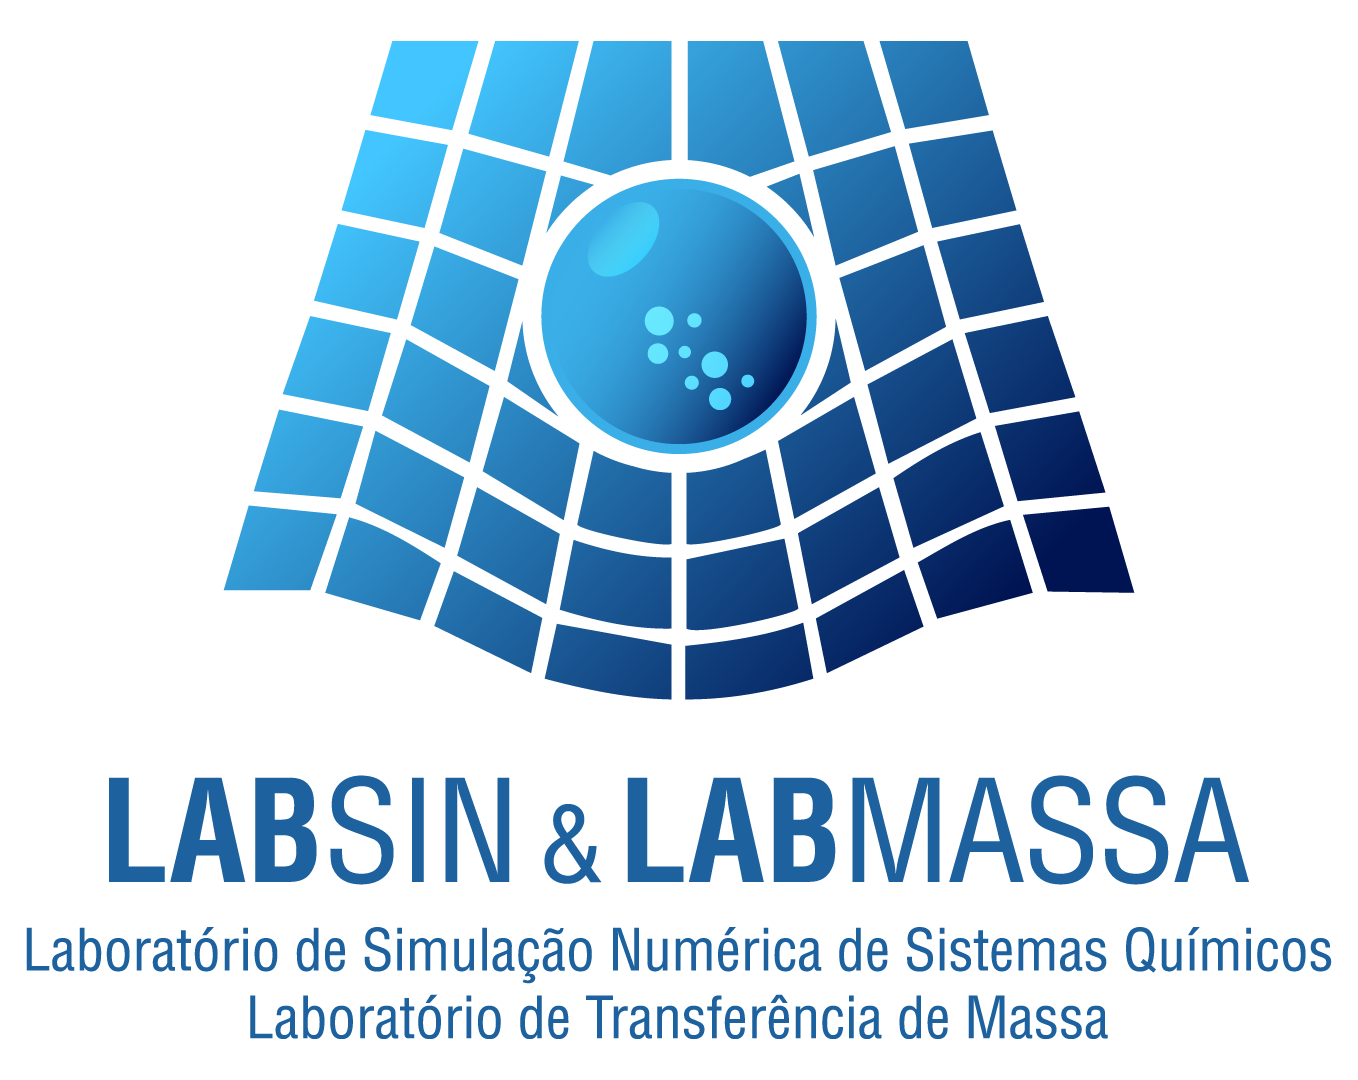 LABSIN & LABMASSA
Laboratório de Simulação Numérica de Sistemas Químicos
Laboratório de Transferência de Massa